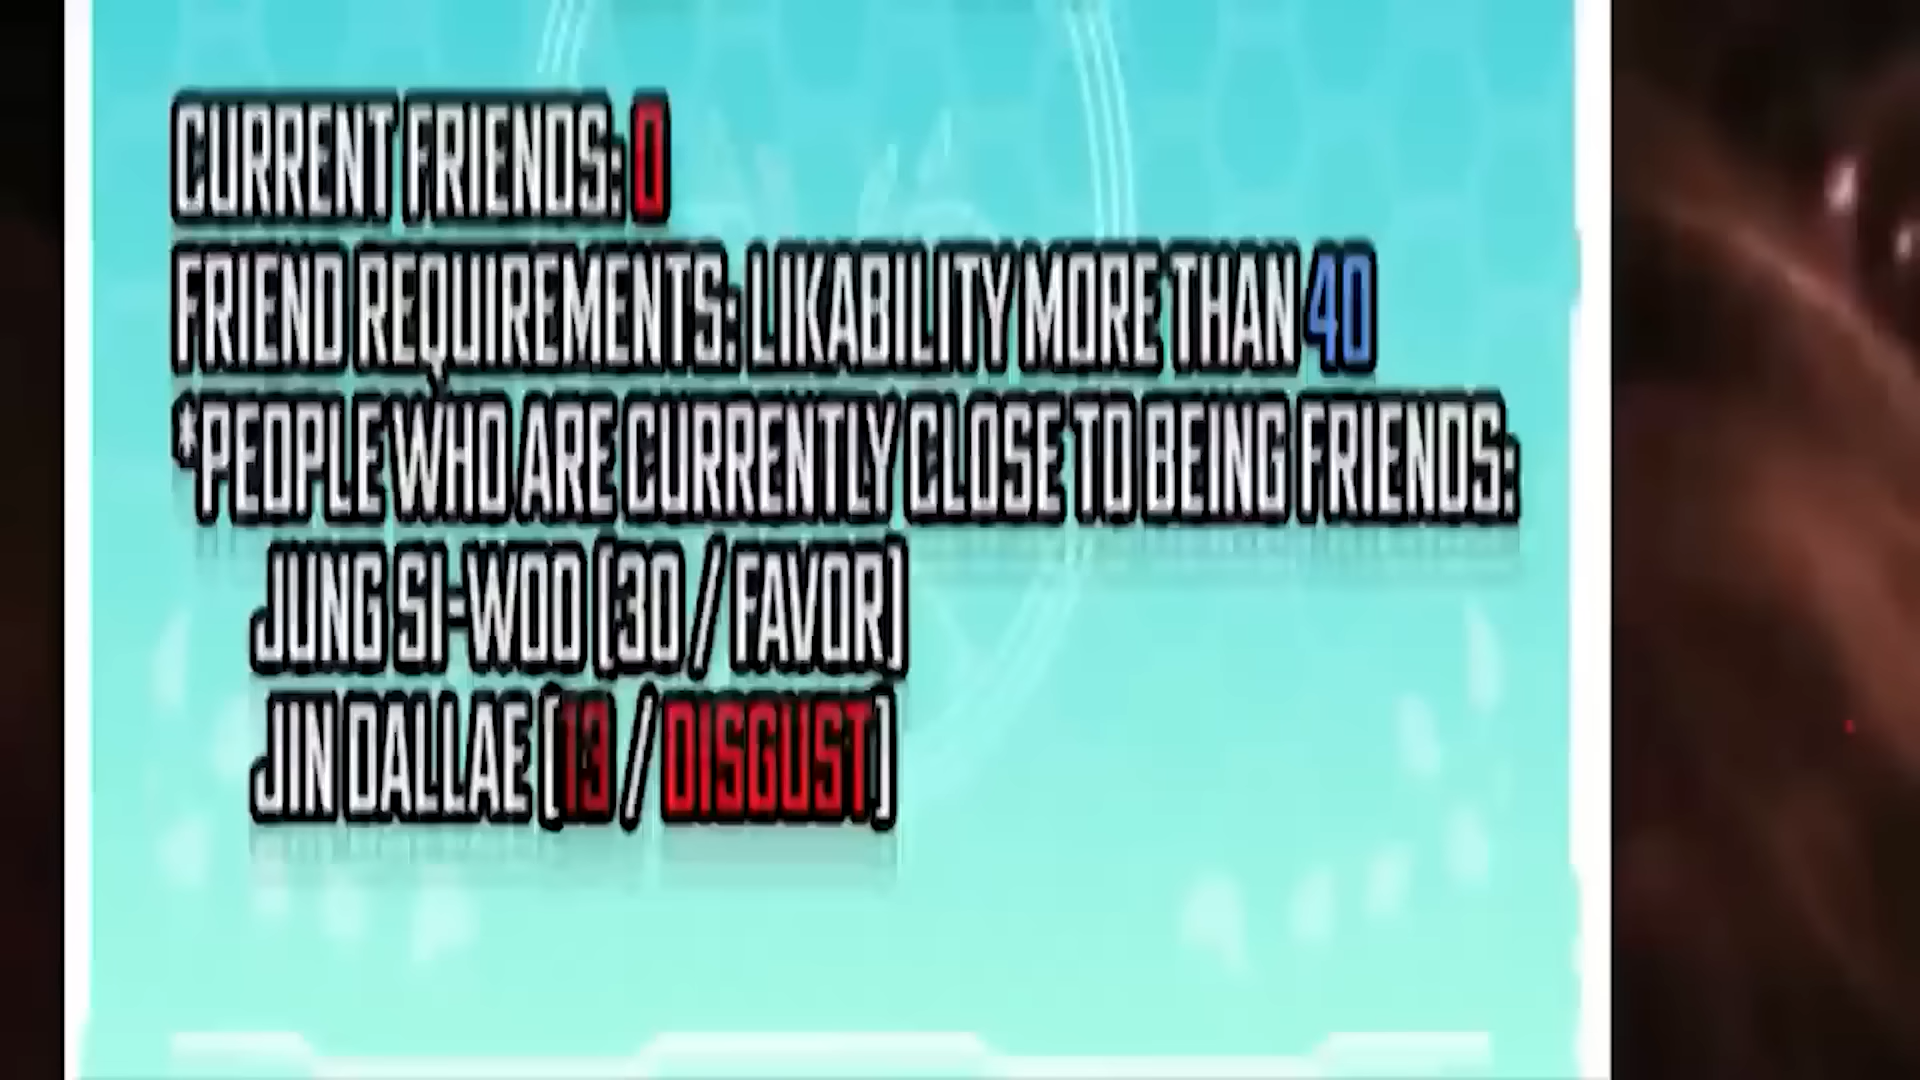 CURRENT FRIENDS: 0
FRIEND REQUIREMENTS: LIKABILITY MORE THAN 40
*PEOPLE WHO ARE CURRENTLY CLOSE TO BEING FRIENDS:
JUNG SI-WOO [30 / FAVOR]
JIN DALLAE [13 / DISGUST]